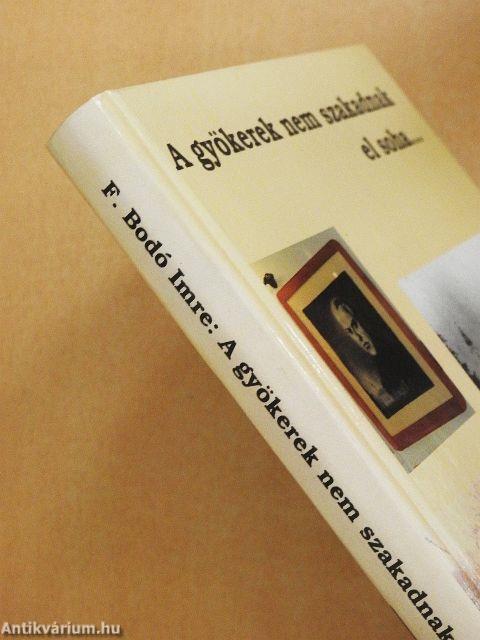 A gyökerek nem szakadnak
el soha....
F. Bodó Imre: A gyökerek nem szakadnak
Antikvárium.hu